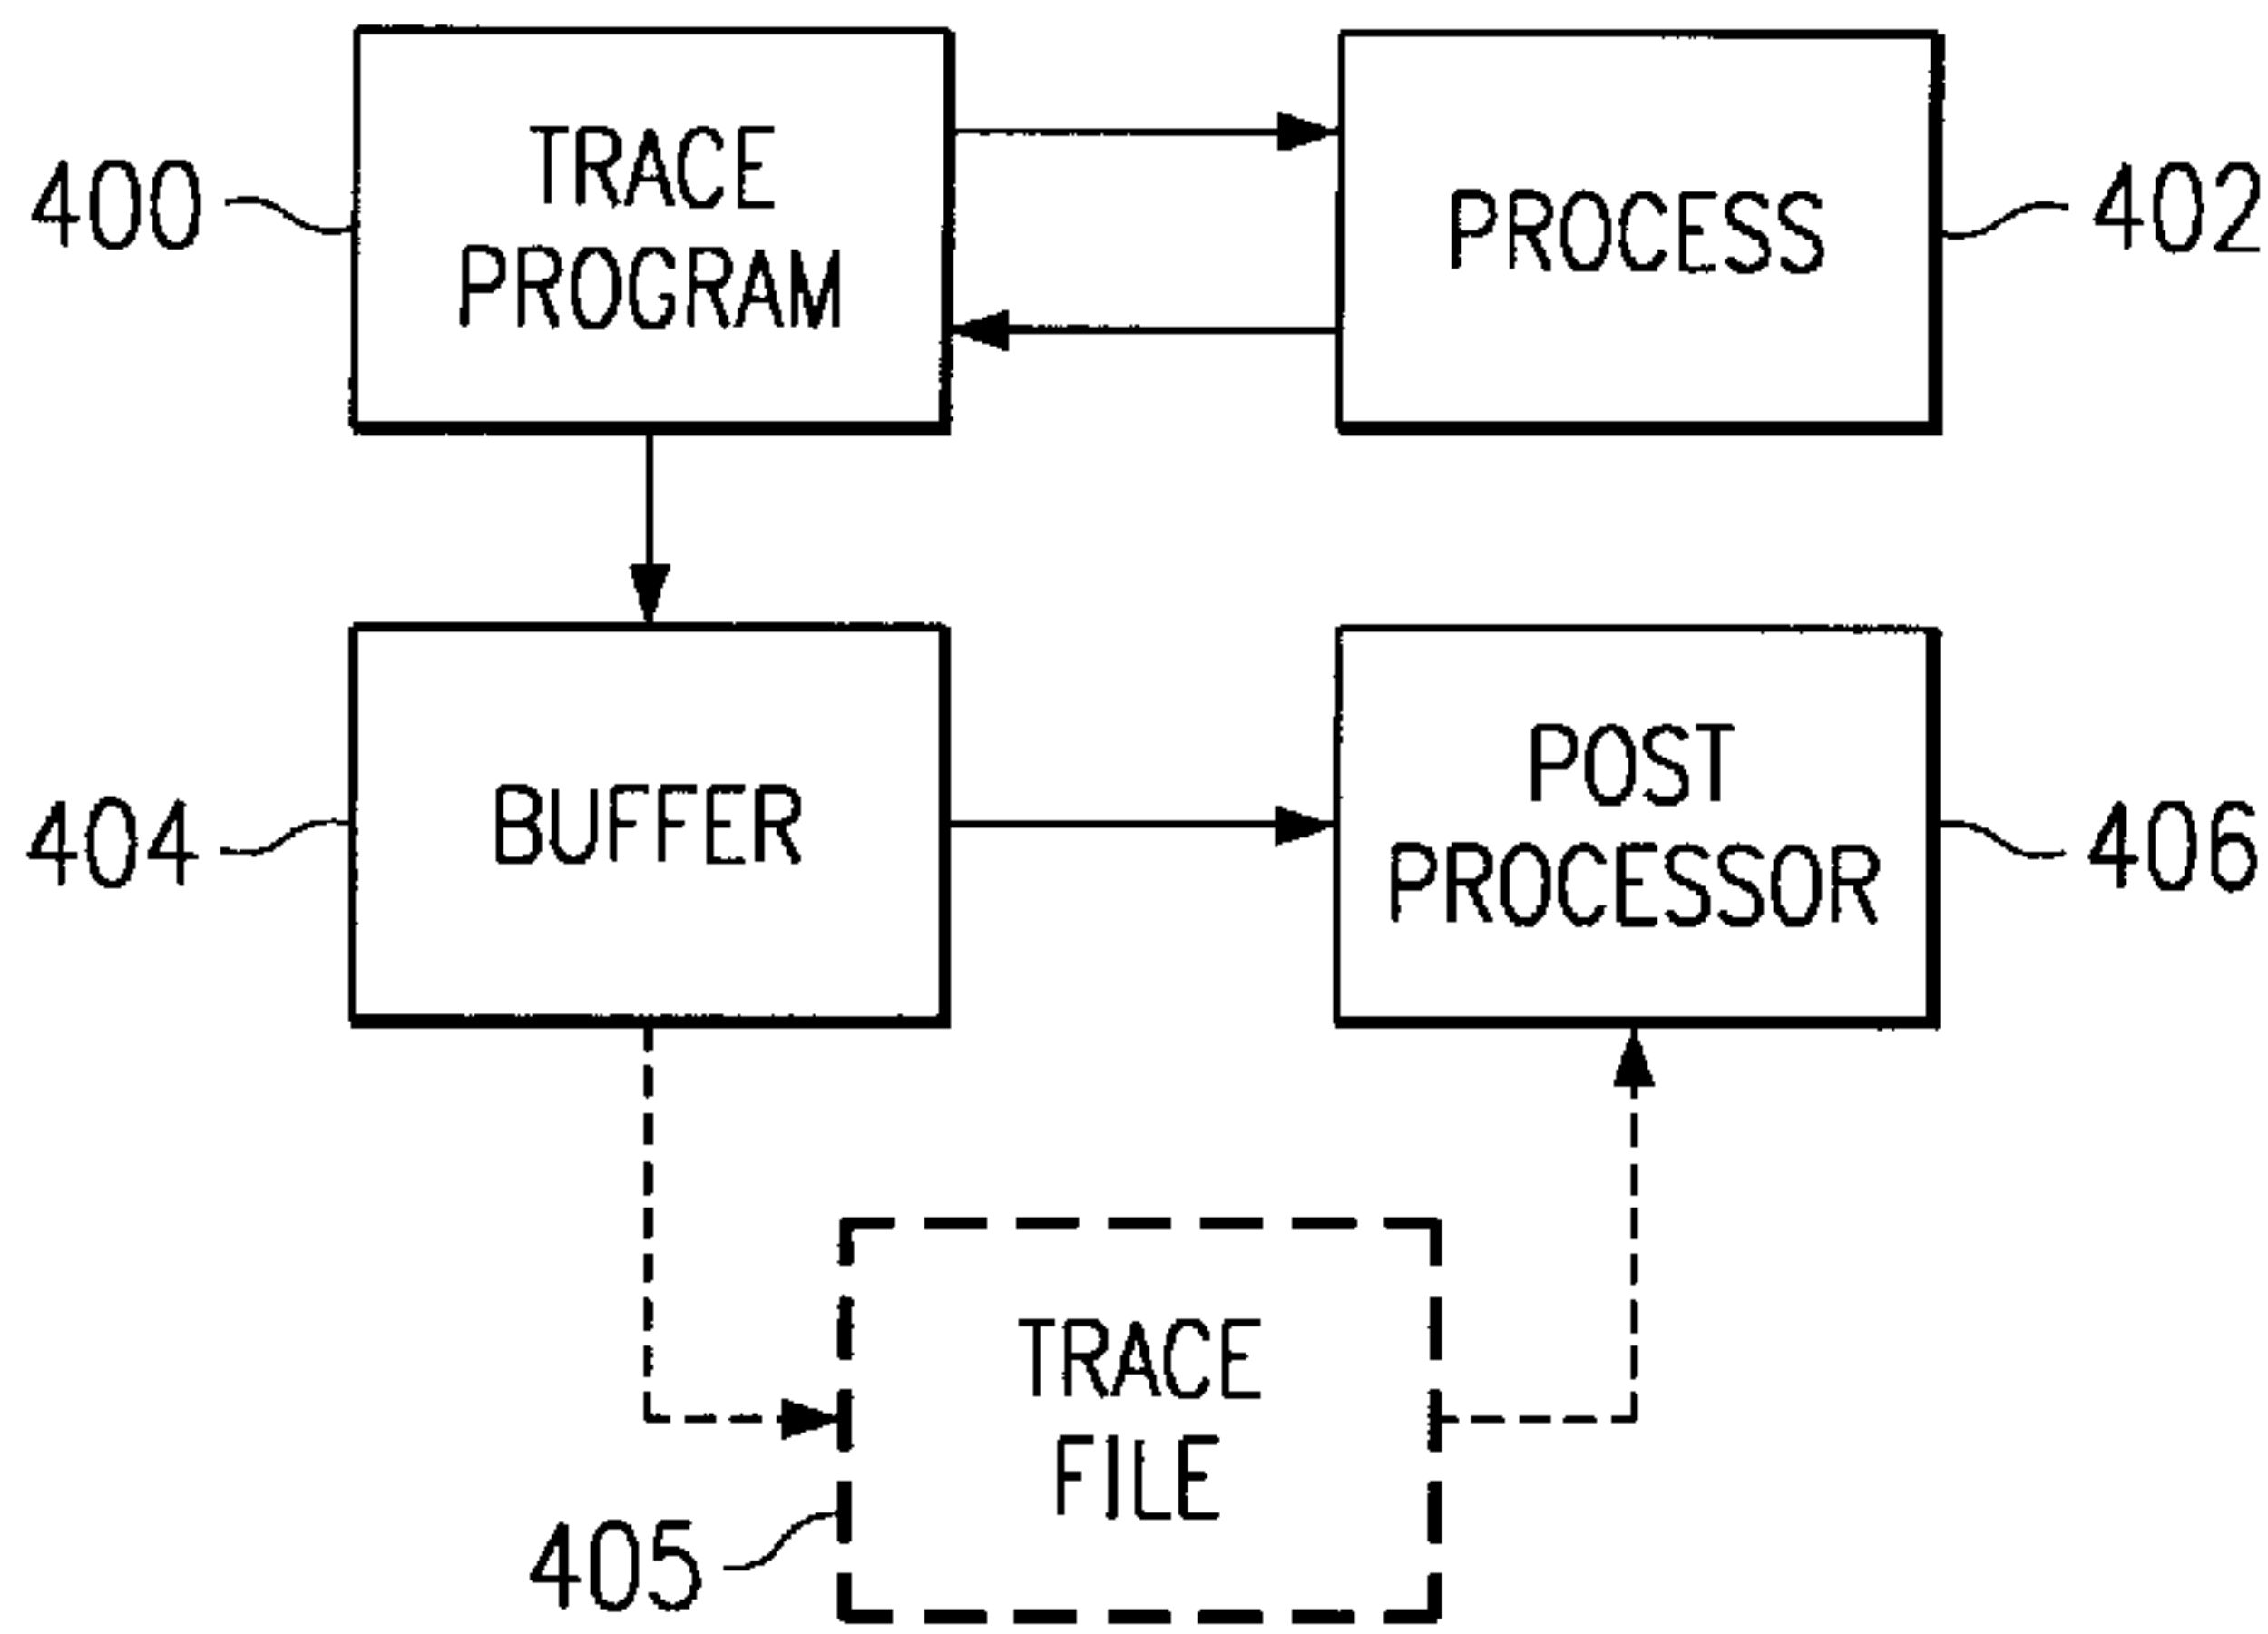 400
TRACE
PROGRAM
PROCESS
402
404
BUFFER
POST
PROCESSOR
406
TRACE
FILE
405